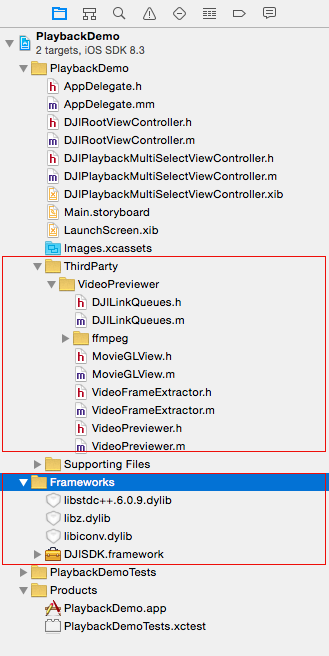 PlaybackDemo
2 targets, iOS SDK 8.3
PlaybackDemo
AppDelegate.h
AppDelegate.mm
DJIRootViewController.h
DJIRootViewController.m
DJIPlaybackMultiSelectViewController.h
DJIPlaybackMultiSelectViewController.m
DJIPlaybackMultiSelectViewController.xib
Main.storyboard
LaunchScreen.xib
Images.xcassets
ThirdParty
VideoPreviewer
DJILinkQueues.h
DJILinkQueues.m
ffmpeg
MovieGLView.h
MovieGLView.m
VideoFrameExtractor.h
VideoFrameExtractor.m
VideoPreviewer.h
VideoPreviewer.m
Supporting Files
Frameworks
libstdc++.6.0.9.dylib
libz.dylib
libiconv.dylib
DJISDK.framework
PlaybackDemoTests
Products
PlaybackDemo.app
PlaybackDemoTests.xctest